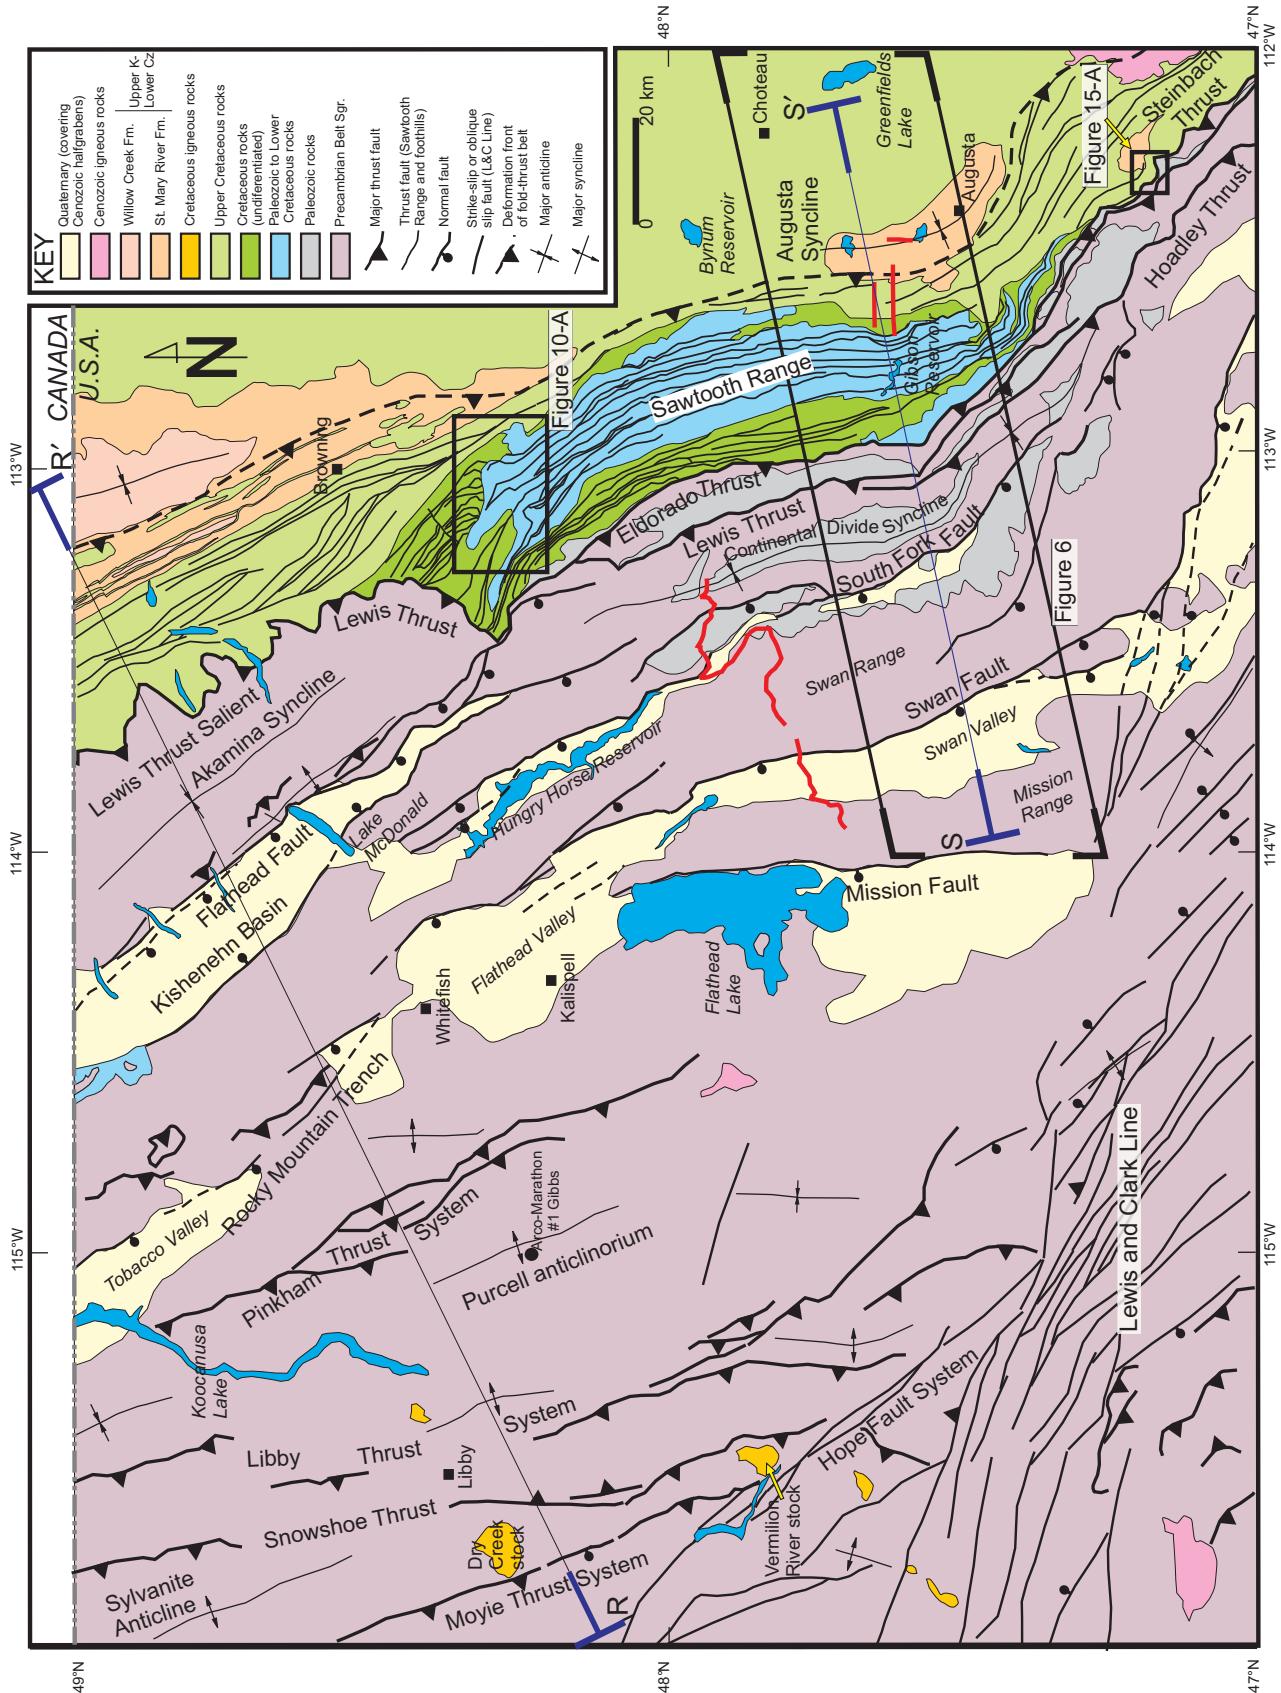 KEY
Quaternary (covering
Cenozoic halfgrabens)
Cenozoic igneous rocks
Willow Creek Fm.
St. Mary River Fm.
Upper K-
Lower Cz
Cretaceous igneous rocks
Upper Cretaceous rocks
Cretaceous rocks
(undifferentiated)
Paleozoic to Lower
Cretaceous rocks
Paleozoic rocks
Precambrian Belt Sgr.
Major thrust fault
Thrust fault (Sawtooth
Range and foothills)
Normal fault
Strike-slip or oblique
slip fault (L&C Line)
Deformation front
of fold-thrust belt
Major anticline
Major syncline
49°N
48°N
47°N
48°N
47°N
112°W
113°W
114°W
115°W
113°W
114°W
115°W
CANADA
U.S.A.
N
R'
R
S'
S
0
20 km
Choteau
Greenfields
Lake
Augusta
Bynum
Reservoir
Augusta
Syncline
Figure 15-A
Steinbach
Thrust
Hoadley Thrust
Gibson
Reservoir
Sawtooth Range
Figure 10-A
Browning
Eldorado Thrust
Lewis Thrust
Continental Divide Syncline
South Fork
Fault
Figure 6
Lewis Thrust
Lewis Thrust Salient
Akamina Syncline
Swan Range
Swan Fault
Swan Valley
Mission
Range
Hungry Horse Reservoir
Lake
McDonald
Flathead Fault
Kishenehn Basin
Mission Fault
Flathead
Lake
Flathead Valley
Kalispell
Whitefish
Rocky Mountain Trench
Tobacco Valley
Pinkham Thrust System
Arco-Marathon
#1 Gibbs
Purcell anticlinorium
Lewis and Clark Line
Koocanusa
Lake
Libby Thrust System
Libby
Hope Fault System
Snowshoe Thrust
Dry
Creek
stock
Vermilion
River stock
Sylvanite
Anticline
Moyie Thrust System